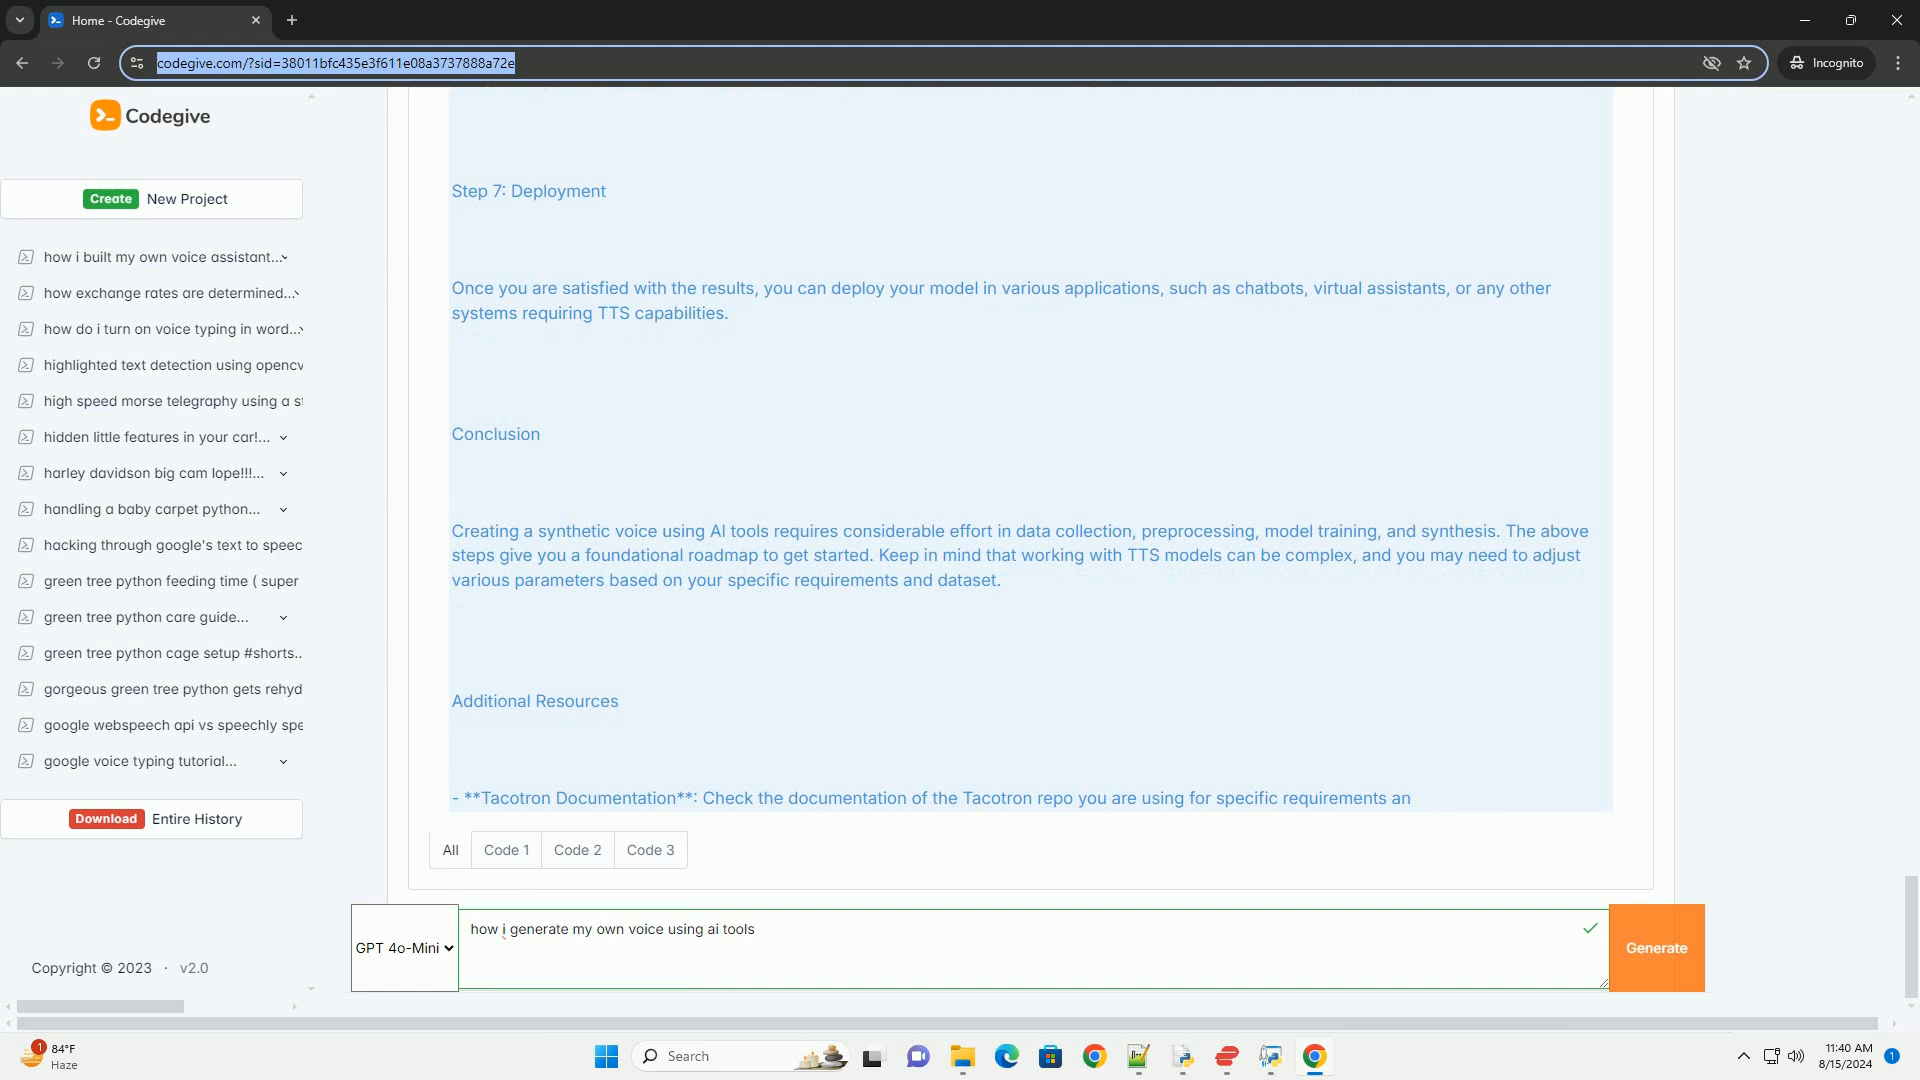 Home - Codegive
codegive.com/?sid=38011bfc435e3f611e08a3737888a72e
Incognito
Codegive
Create New Project
how i built my own voice assistant...
how exchange rates are determined...
how do i turn on voice typing in word...
highlighted text detection using opencv
high speed morse telegraphy using a st
hidden little features in your car!...
harley davidson big cam lope!!!...
handling a baby carpet python...
hacking through google's text to speec
green tree python feeding time ( super
green tree python care guide...
green tree python cage setup #shorts..
gorgeous green tree python gets rehyd
google webspeech api vs speechly spe
google voice typing tutorial...
Download Entire History
Copyright © 2023 · v2.0
Step 7: Deployment
Once you are satisfied with the results, you can deploy your model in various applications, such as chatbots, virtual assistants, or any other
systems requiring TTS capabilities.
Conclusion
Creating a synthetic voice using AI tools requires considerable effort in data collection, preprocessing, model training, and synthesis. The above
steps give you a foundational roadmap to get started. Keep in mind that working with TTS models can be complex, and you may need to adjust
various parameters based on your specific requirements and dataset.
Additional Resources
- **Tacotron Documentation**: Check the documentation of the Tacotron repo you are using for specific requirements an
All Code 1 Code 2 Code 3
GPT 4o-Mini
how i generate my own voice using ai tools
Generate
1
84°F
Haze
Search
11:40 AM
8/15/2024
1